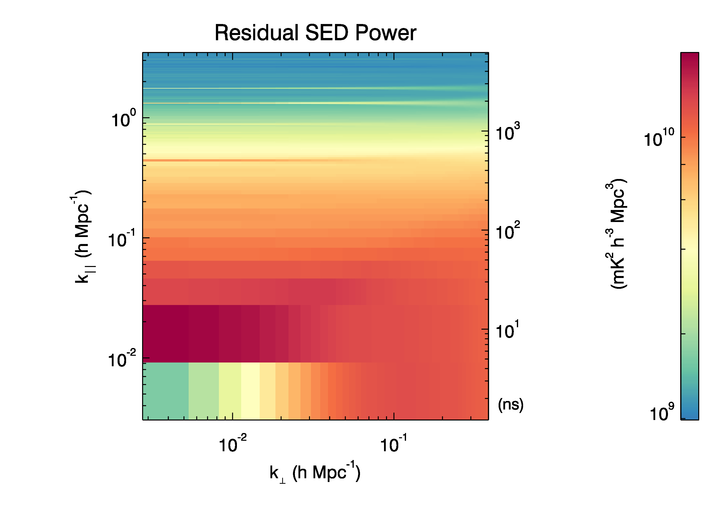 Residual SED Power
10⁰
10⁻¹
10⁻²
k∣∣ (h Mpc⁻¹)
10³
10²
10¹
(ns)
10⁻² 10⁻¹
k⊥ (h Mpc⁻¹)
(mK² h⁻³ Mpc³)
10¹⁰
10⁹